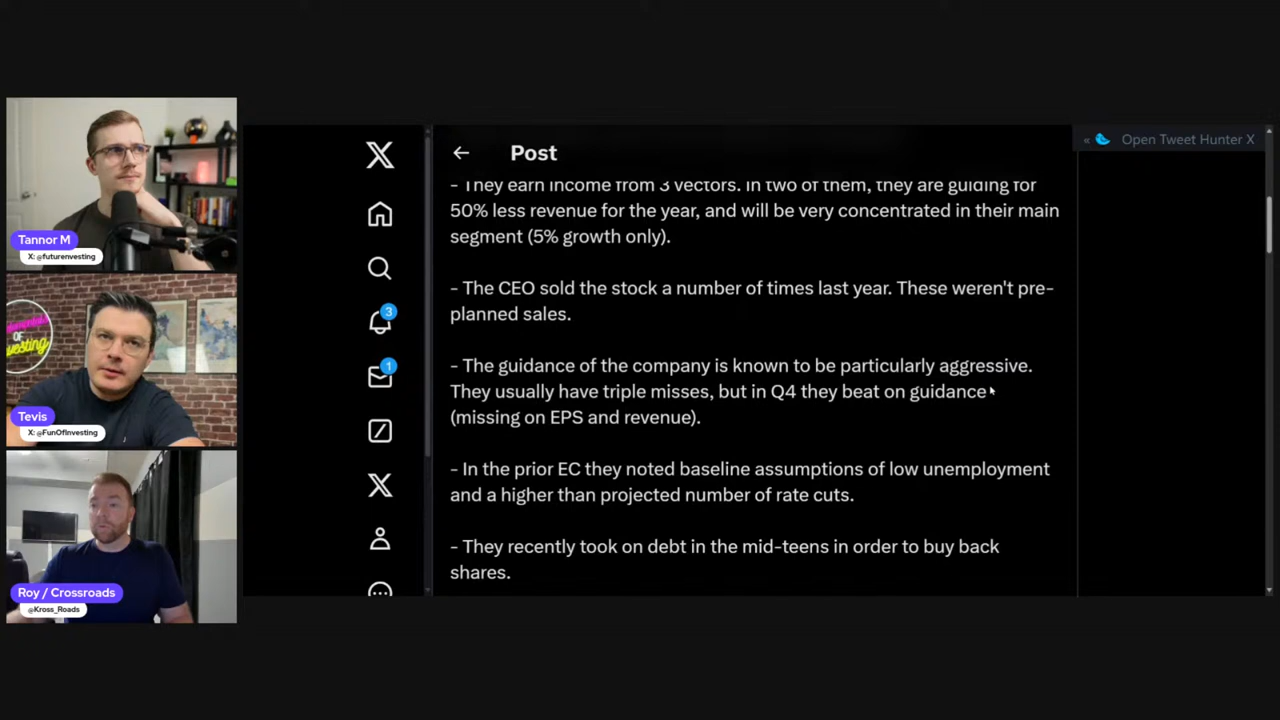 Tannor M
X: @futurenvesting
OF
Tevis
X: @FunOfInvesting
Roy / Crossroads
@Kross_Roads
3
1
Post
- They earn income from 3 vectors. In two of them, they are guiding for
50% less revenue for the year, and will be very concentrated in their main
segment (5% growth only).
- The CEO sold the stock a number of times last year. These weren't pre-
planned sales.
- The guidance of the company is known to be particularly aggressive.
They usually have triple misses, but in Q4 they beat on guidance
(missing on EPS and revenue).
- In the prior EC they noted baseline assumptions of low unemployment
and a higher than projected number of rate cuts.
- They recently took on debt in the mid-teens in order to buy back
shares.
« Open Tweet Hunter X